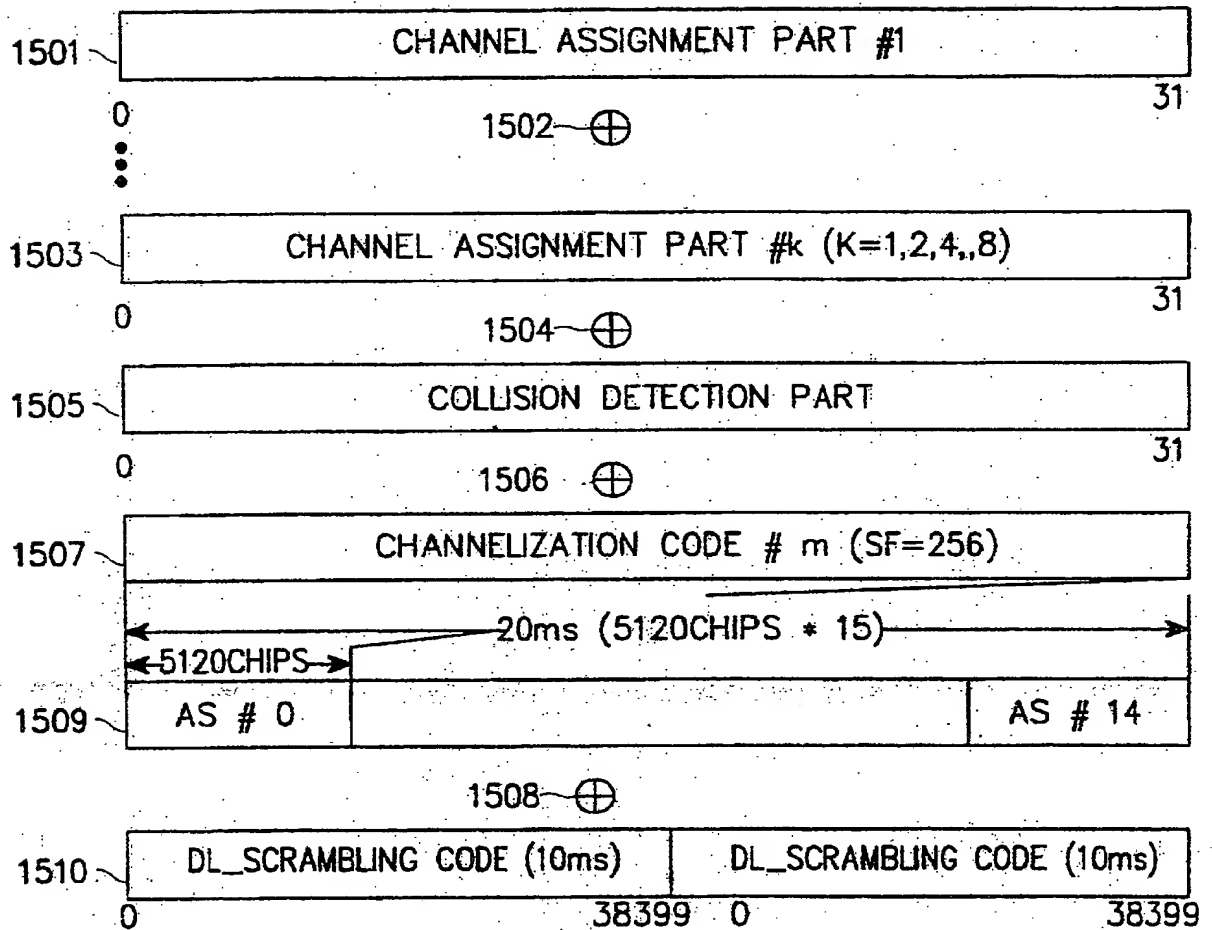 1501 CHANNEL ASSIGNMENT PART #1
0 31
1502
1503 CHANNEL ASSIGNMENT PART #k (K=1,2,4,,8)
0 31
1504
1505 COLLISION DETECTION PART
0 31
1506
1507 CHANNELIZATION CODE # m (SF=256)
20ms (5120CHIPS * 15)
5120CHIPS
1509 AS # 0 AS # 14
1508
1510 DL_SCRAMBLING CODE (10ms) DL_SCRAMBLING CODE (10ms)
0 38399 0 38399